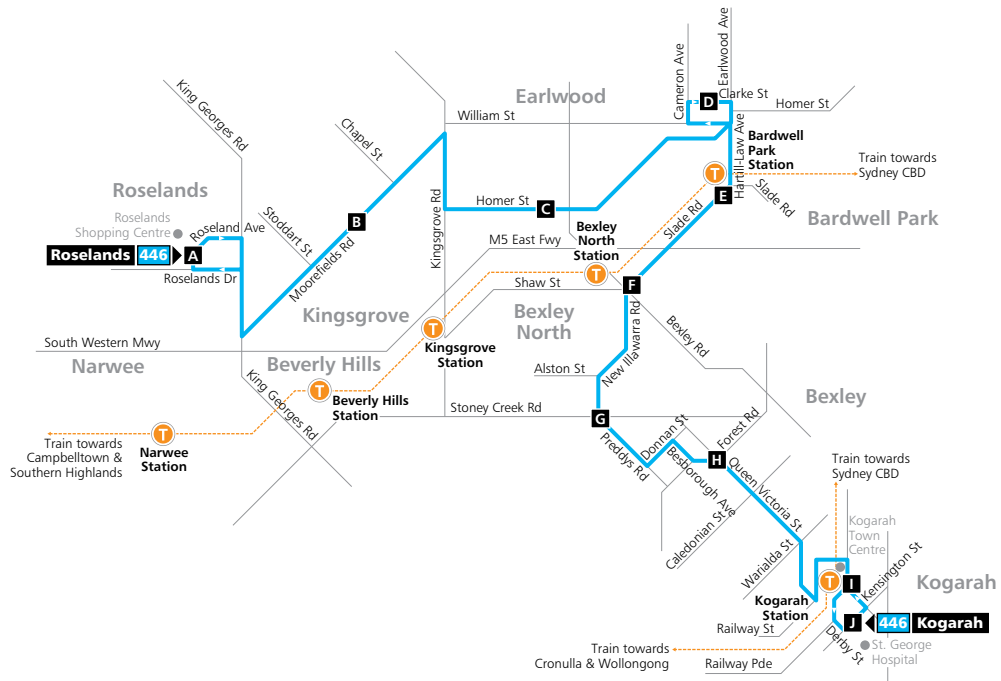 Earlwood Ave
Cameron Ave
D
Clarke St
Homer St
Earlwood
King Georges Rd
William St
Chapel St
Hartill-Law Ave
Bardwell
Park
Station
Train towards
Sydney CBD
T
Roselands
Roselands
Shopping Centre
Roseland Ave
Stoddart St
B
Kingsgrove Rd
Homer St
C
E
Slade Rd
Slade Rd
Bardwell Park
Roselands
446
A
Roselands Dr
Moorefields Rd
M5 East Fwy
Bexley
North
Station
T
Shaw St
F
Kingsgrove
Bexley
North
New Illawarra Rd
Bexley Rd
T
Kingsgrove
Station
South Western Mwy
Narwee
Beverly Hills
Alston St
Bexley
King Georges Rd
T
Beverly Hills
Station
Stoney Creek Rd
G
Preddys Rd
Donnan St
Besborough Ave
Forest Rd
H
T
Narwee
Station
Train towards
Campbelltown &
Southern Highlands
Queen Victoria St
Train towards
Sydney CBD
Caledonian St
Warialda St
Kogarah
Town
Centre
Kensington St
Kogarah
T
I
Kogarah
Station
J
446
Kogarah
Railway St
Derby St
St. George
Hospital
Train towards
Cronulla & Wollongong
Railway Pde